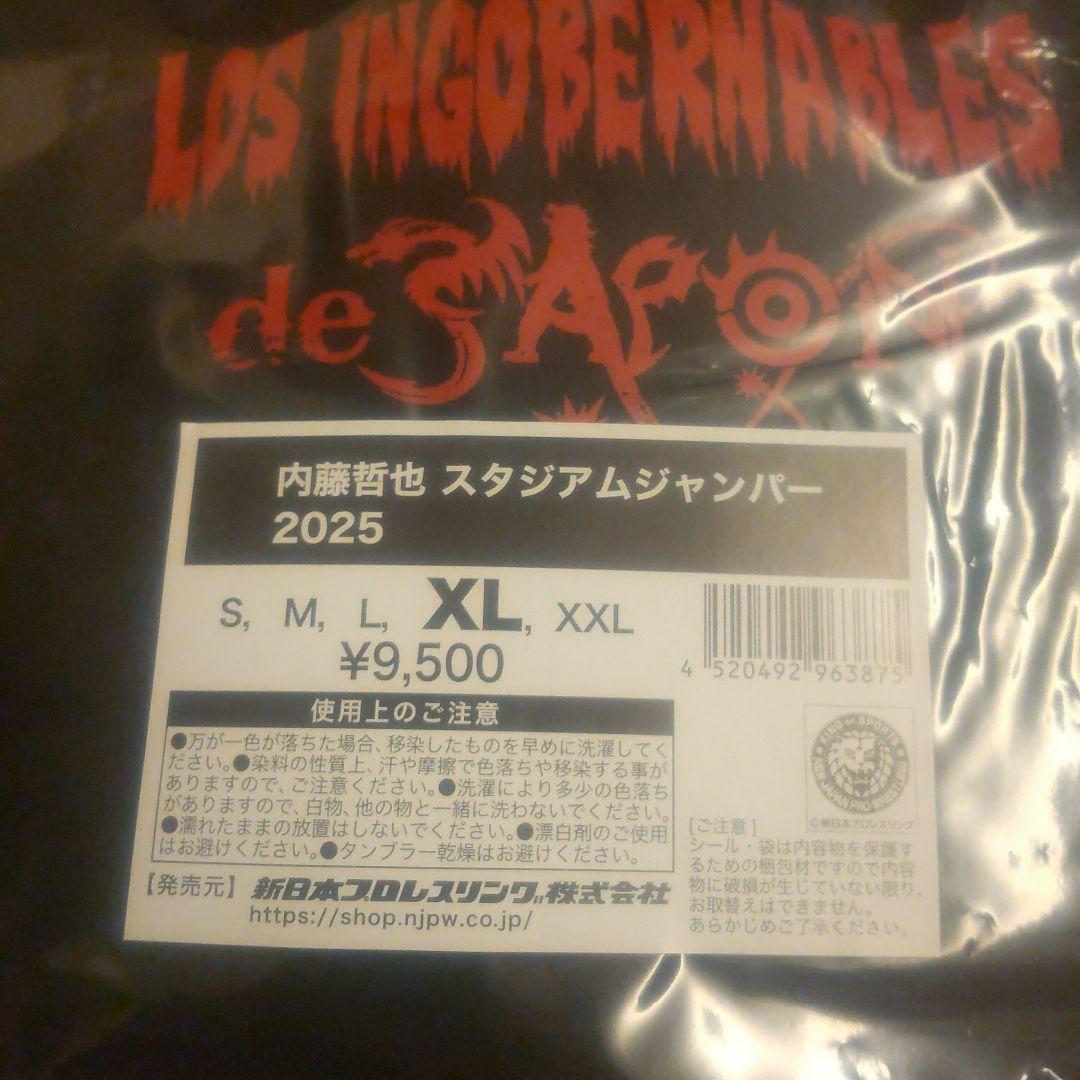 LOS INGOBERNABLES
de JAPON
内藤哲也 スタジアムジャンパー
2025
S, M, L, XL, XXL
¥9,500
4 520492 963875
使用上のご注意
●万が一色が落ちた場合、移染したものを早めに洗濯してく
ださい。●染料の性質上、汗や摩擦で色落ちや移染する事が
ありますので、ご注意ください。●洗濯により多少の色落ち
がありますので、白物、他の物と一緒に洗わないでください。
●濡れたままの放置はしないでください。●漂白剤のご使用
はお避けください。●タンブラー乾燥はお避けください。
【発売元】 新日本プロレスリング株式会社
https://shop.njpw.co.jp/
KING OF SPORTS
NEW JAPAN PRO-WRESTLING
©新日本プロレスリング
[ご注意]
シール・袋は内容物を保護す
るための梱包材ですので内容
物に破損が生じていない限り、
お取替えはできません。
あらかじめご了承ください。